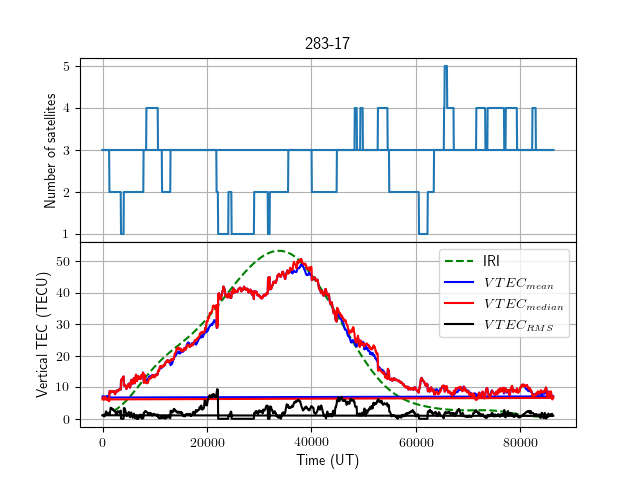 283-17
Number of satellites
5
4
3
2
1
Vertical TEC (TECU)
50
40
30
20
10
0
IRI
VTEC_mean
VTEC_median
VTEC_RMS
0 20000 40000 60000 80000
Time (UT)